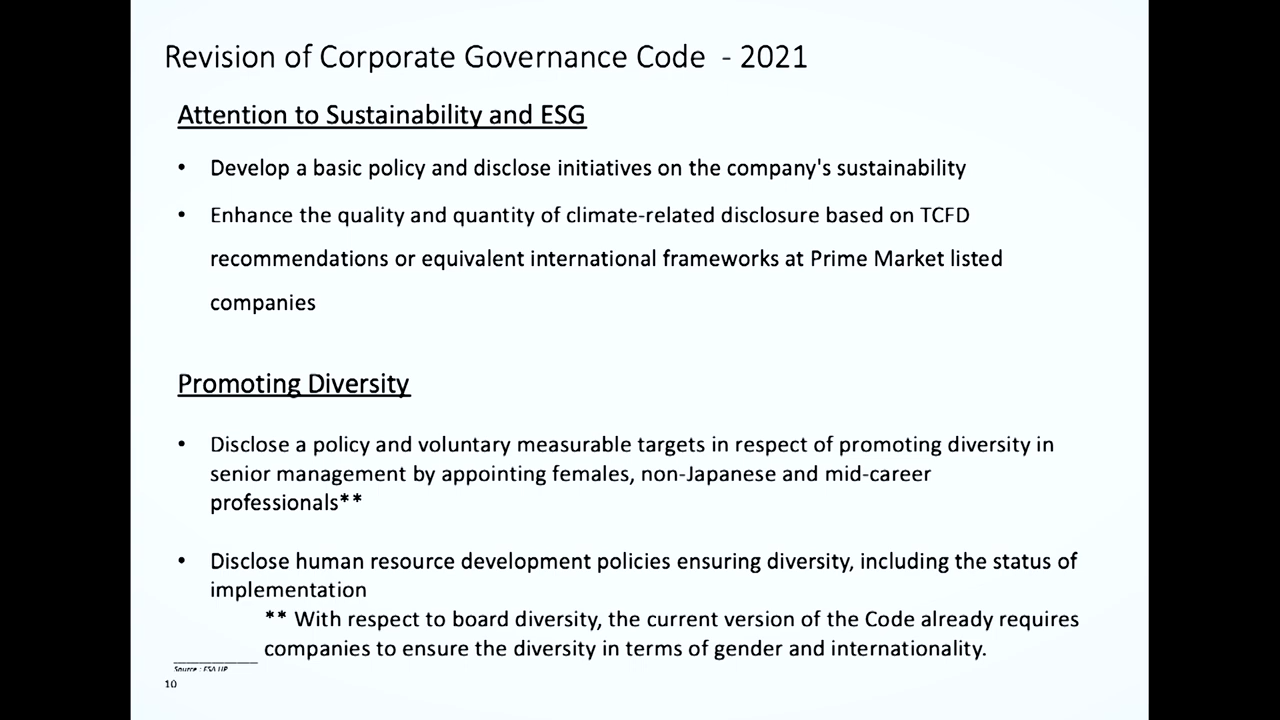 Revision of Corporate Governance Code - 2021
Attention to Sustainability and ESG
• Develop a basic policy and disclose initiatives on the company's sustainability
• Enhance the quality and quantity of climate-related disclosure based on TCFD
recommendations or equivalent international frameworks at Prime Market listed
companies
Promoting Diversity
• Disclose a policy and voluntary measurable targets in respect of promoting diversity in
senior management by appointing females, non-Japanese and mid-career
professionals**
• Disclose human resource development policies ensuring diversity, including the status of
implementation
** With respect to board diversity, the current version of the Code already requires
companies to ensure the diversity in terms of gender and internationality.
Source : FSA HP
10